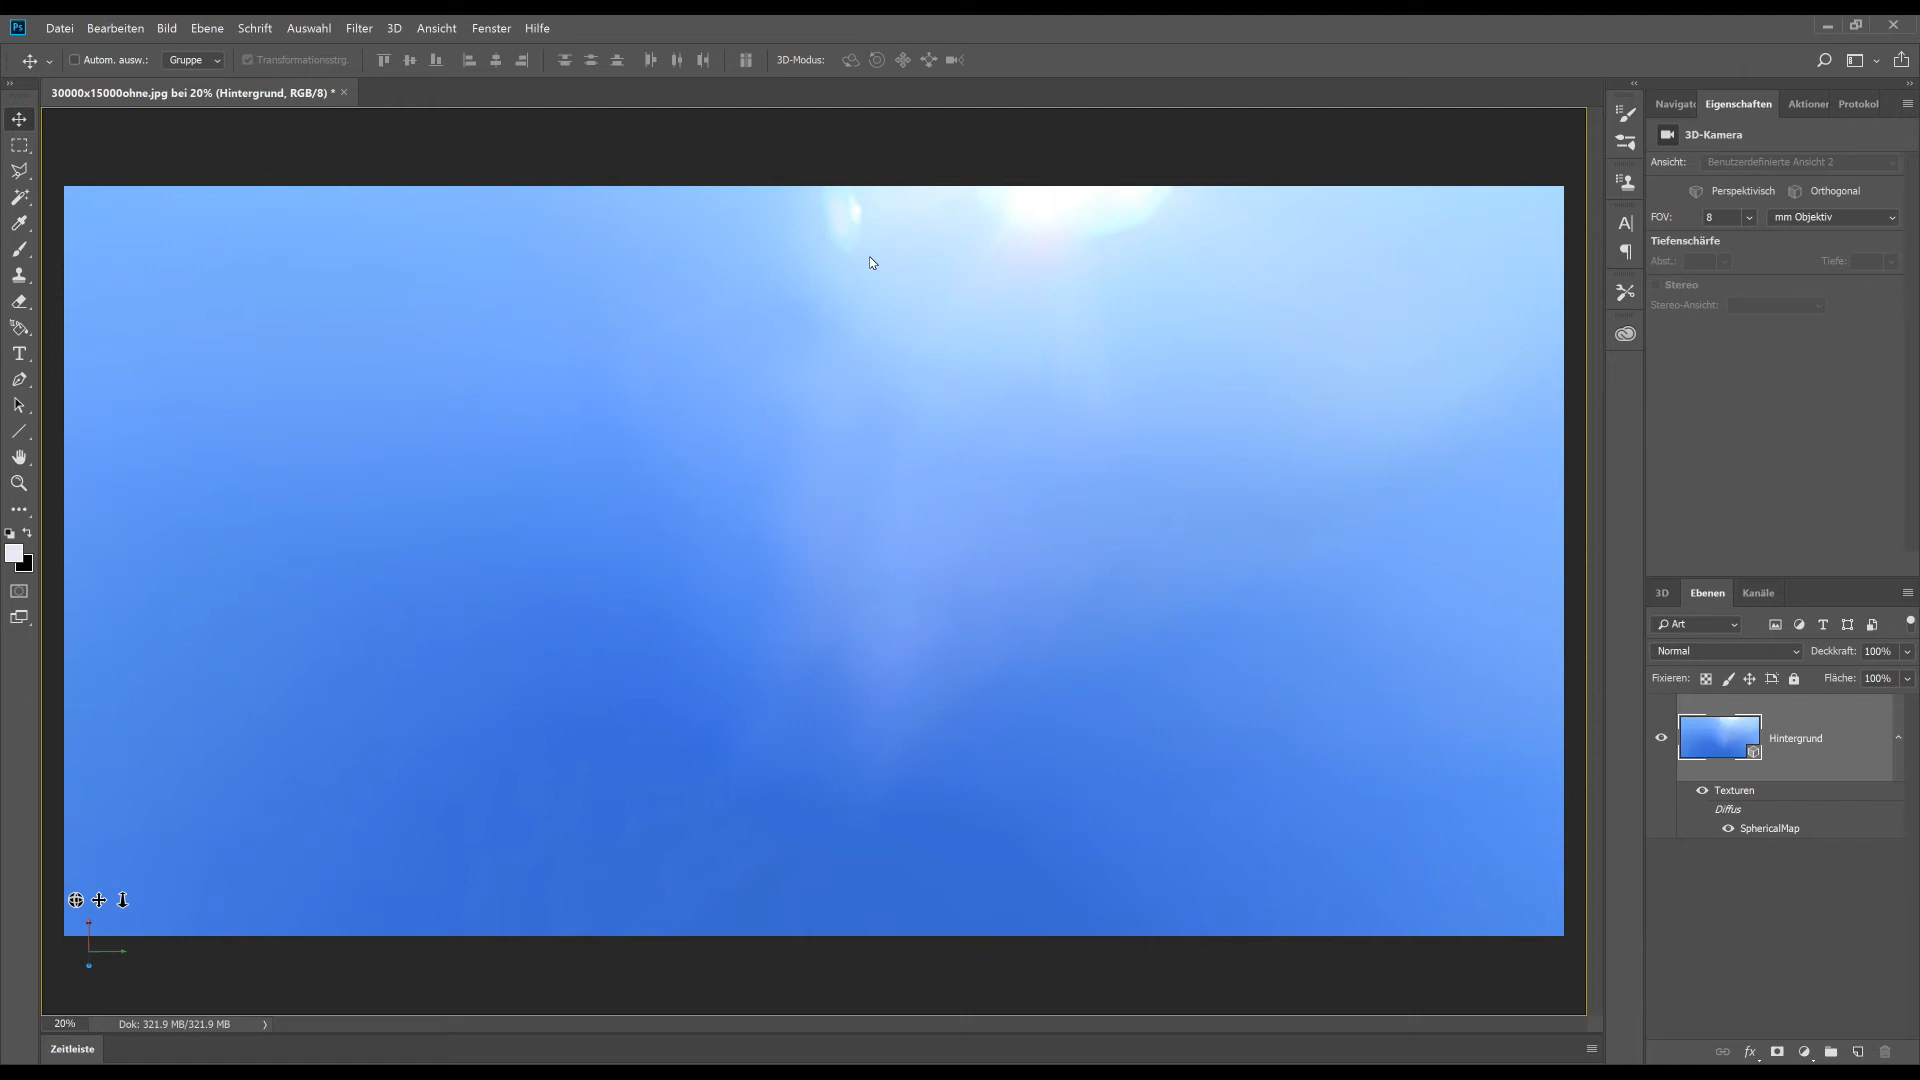 Ps Datei Bearbeiten Bild Ebene Schrift Auswahl Filter 3D Ansicht Fenster Hilfe
Autom. ausw.: Gruppe Transformationsstrg. 3D-Modus:
30000x15000ohne.jpg bei 20% (Hintergrund, RGB/8) *
Navigato Eigenschaften Aktionen Protokol
3D-Kamera
Ansicht: Benutzerdefinierte Ansicht 2
Perspektivisch Orthogonal
FOV: 8 mm Objektiv
Tiefenschärfe
Abst.: Tiefe:
Stereo
Stereo-Ansicht:
3D Ebenen Kanäle
Art
Normal Deckkraft: 100%
Fixieren: Fläche: 100%
Hintergrund
Texturen
Diffus
SphericalMap
fx
20% Dok: 321.9 MB/321.9 MB
Zeitleiste